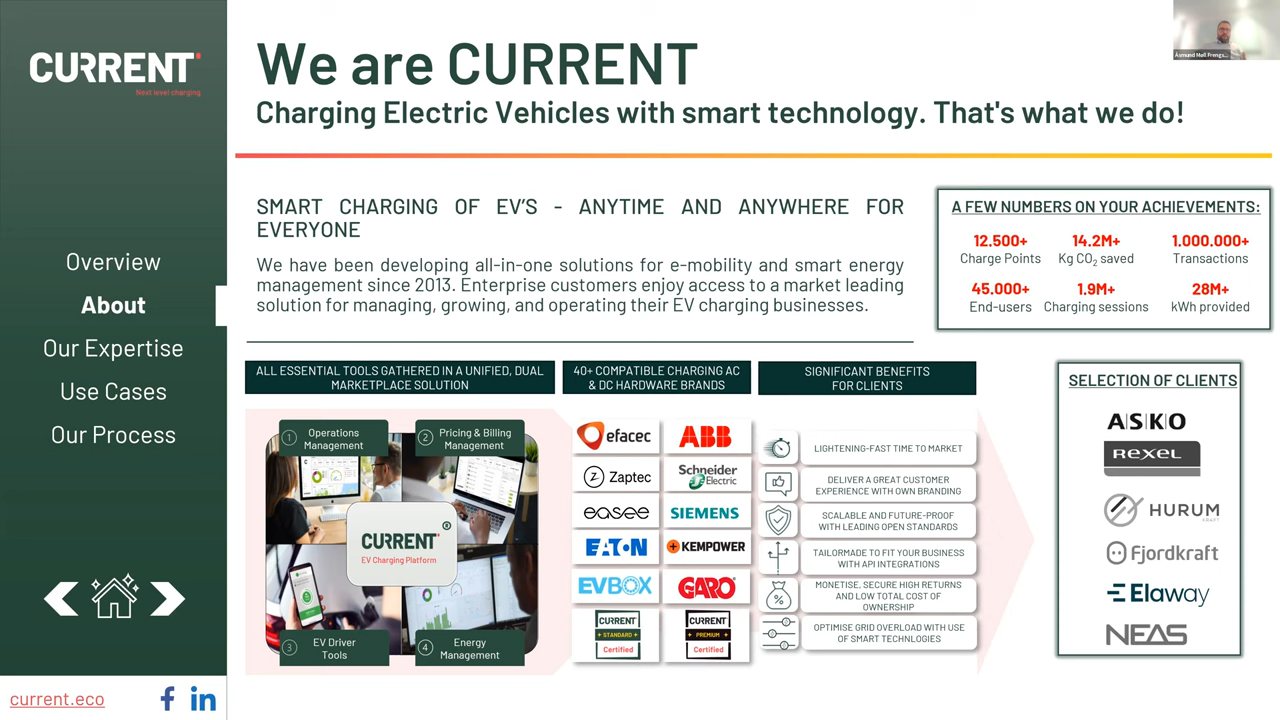 CURRENT
Next level charging
Overview
About
Our Expertise
Use Cases
Our Process
current.eco
We are CURRENT
Charging Electric Vehicles with smart technology. That's what we do!
Åsmund Møll Frengs...
SMART CHARGING OF EV'S - ANYTIME AND ANYWHERE FOR
EVERYONE
We have been developing all-in-one solutions for e-mobility and smart energy
management since 2013. Enterprise customers enjoy access to a market leading
solution for managing, growing, and operating their EV charging businesses.
A FEW NUMBERS ON YOUR ACHIEVEMENTS:
12.500+ 14.2M+ 1.000.000+
Charge Points Kg CO2 saved Transactions
45.000+ 1.9M+ 28M+
End-users Charging sessions kWh provided
ALL ESSENTIAL TOOLS GATHERED IN A UNIFIED, DUAL
MARKETPLACE SOLUTION
1 Operations
Management
2 Pricing & Billing
Management
CURRENT
EV Charging Platform
3 EV Driver
Tools
4 Energy
Management
40+ COMPATIBLE CHARGING AC
& DC HARDWARE BRANDS
efacec ABB
Zaptec Schneider
Electric
easee SIEMENS
EATON KEMPOWER
EVBOX GARO
CURRENT CURRENT
STANDARD PREMIUM
Certified Certified
SIGNIFICANT BENEFITS
FOR CLIENTS
LIGHTENING-FAST TIME TO MARKET
DELIVER A GREAT CUSTOMER
EXPERIENCE WITH OWN BRANDING
SCALABLE AND FUTURE-PROOF
WITH LEADING OPEN STANDARDS
TAILORMADE TO FIT YOUR BUSINESS
WITH API INTEGRATIONS
MONETISE, SECURE HIGH RETURNS
AND LOW TOTAL COST OF
OWNERSHIP
OPTIMISE GRID OVERLOAD WITH USE
OF SMART TECHNOLOGIES
SELECTION OF CLIENTS
ASKO
REXEL
HURUM
KRAFT
Fjordkraft
Elaway
NEAS